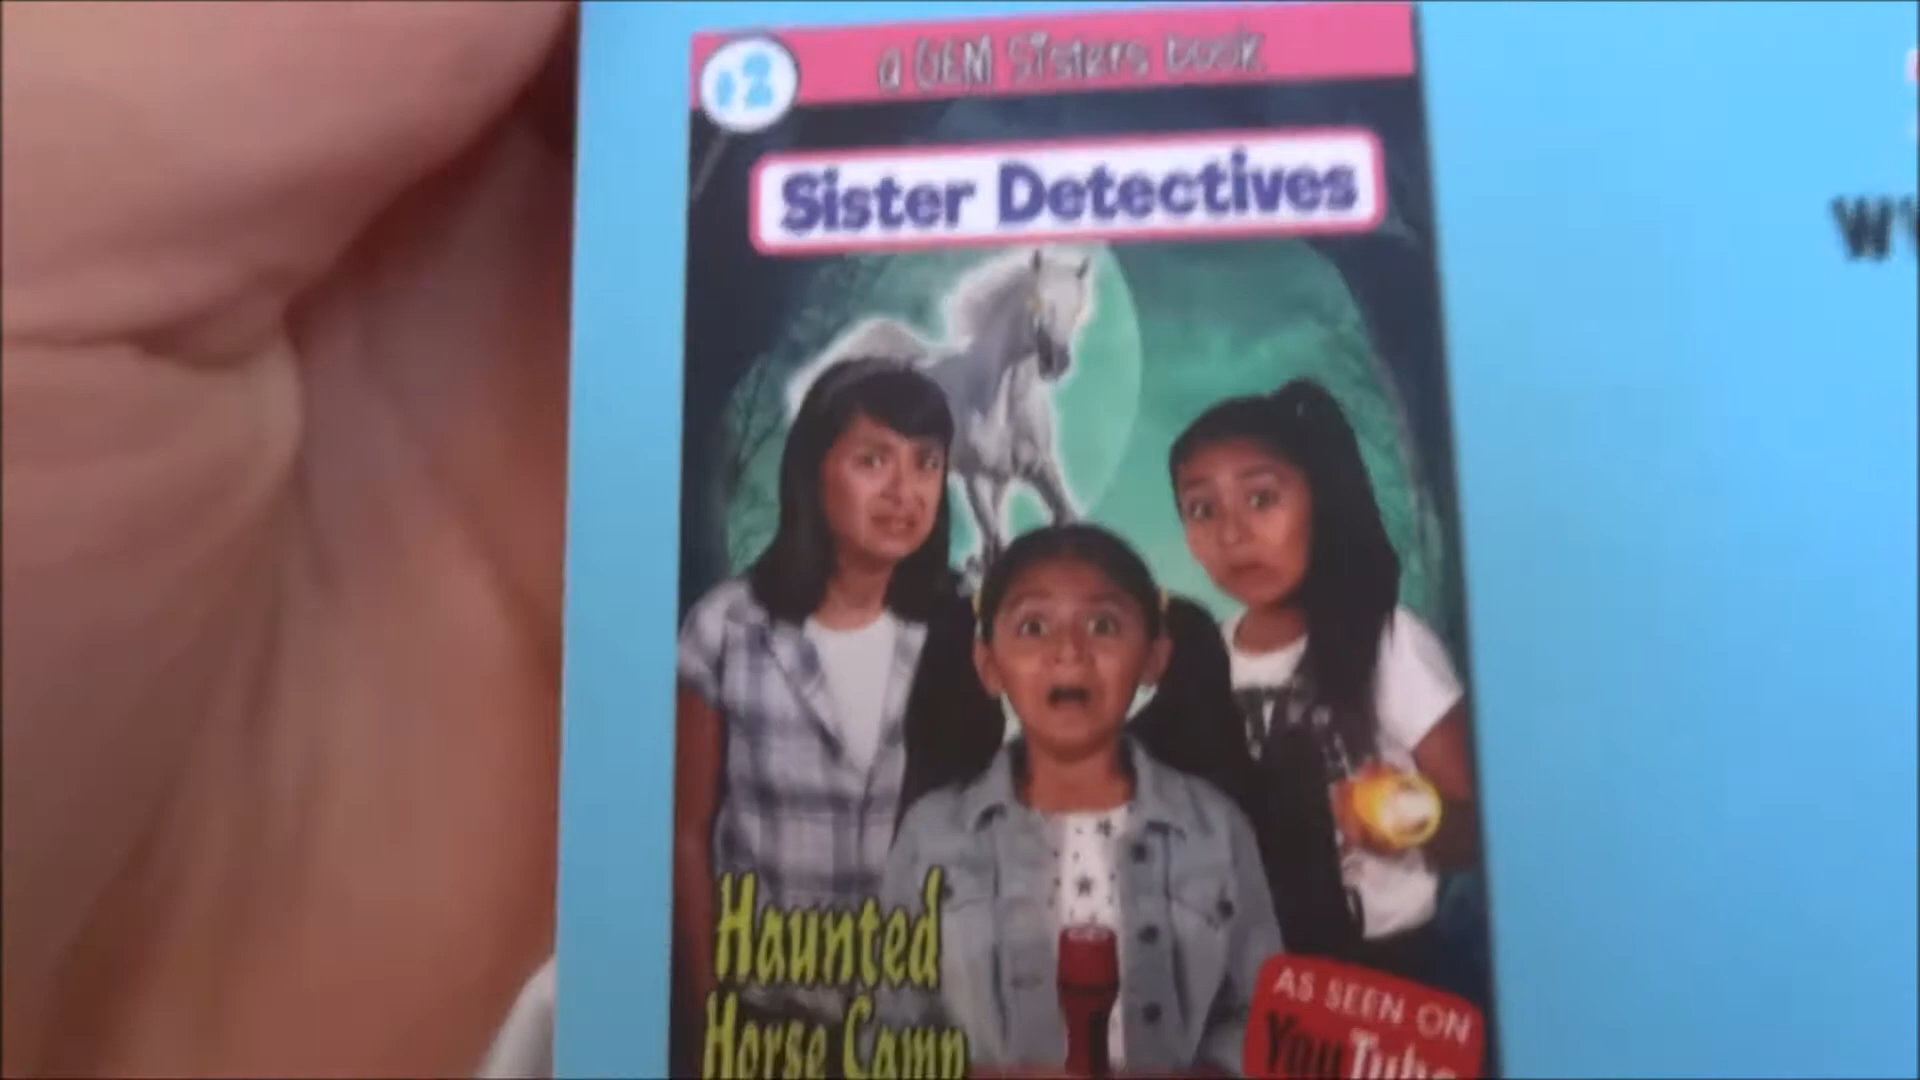 #2
a GEM Sisters book
Sister Detectives
Haunted
Horse Camp
AS SEEN ON
YouTube